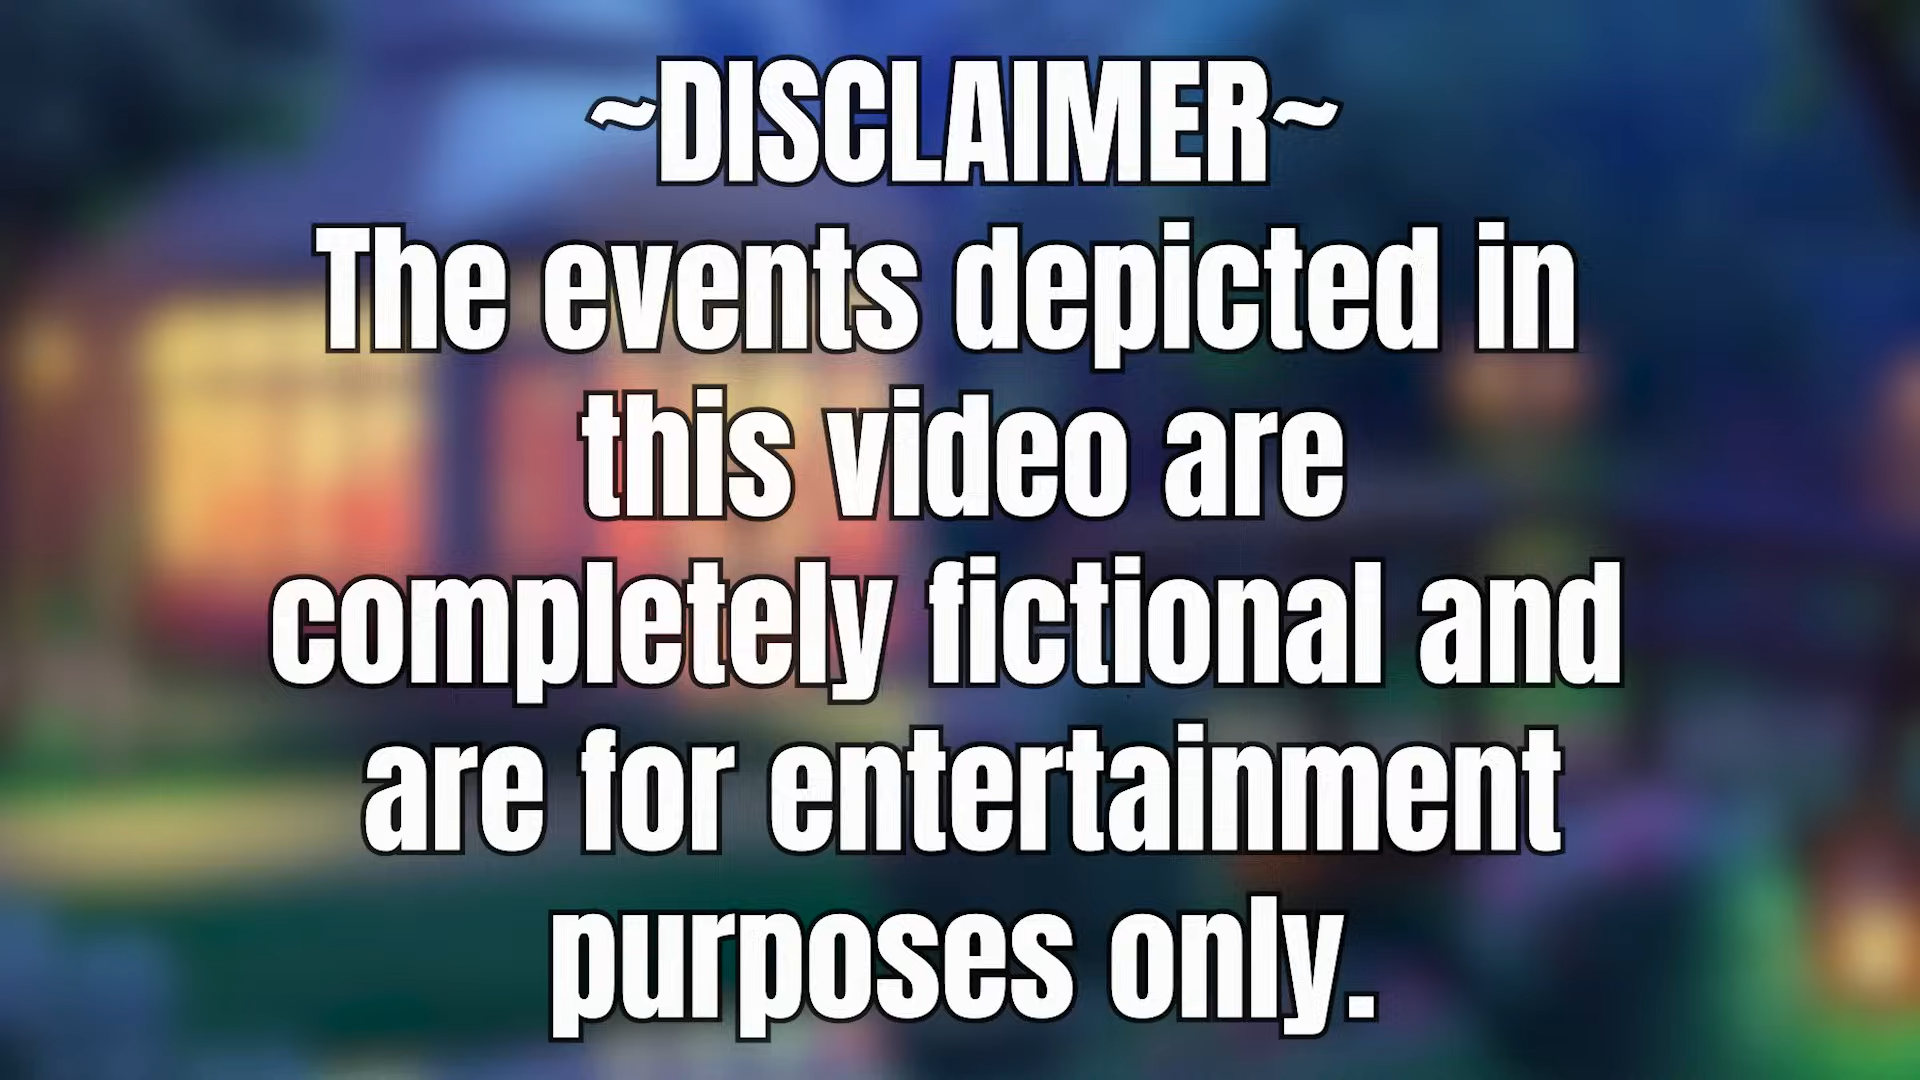 ~DISCLAIMER~
The events depicted in
this video are
completely fictional and
are for entertainment
purposes only.